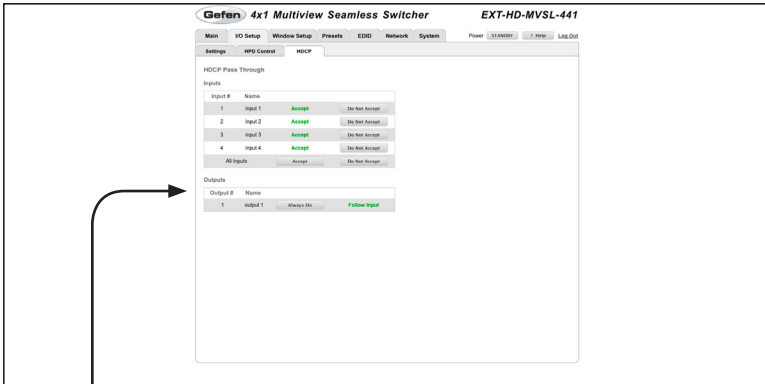 Gefen 4x1 Multiview Seamless Switcher EXT-HD-MVSL-441
Main I/O Setup Window Setup Presets EDID Network System Power STANDBY ? Help Log Out
Settings HPD Control HDCP
HDCP Pass Through
Inputs
Input # Name
1 input 1 Accept Do Not Accept
2 input 2 Accept Do Not Accept
3 input 3 Accept Do Not Accept
4 input 4 Accept Do Not Accept
All Inputs Accept Do Not Accept
Outputs
Output # Name
1 output 1 Always On Follow Input